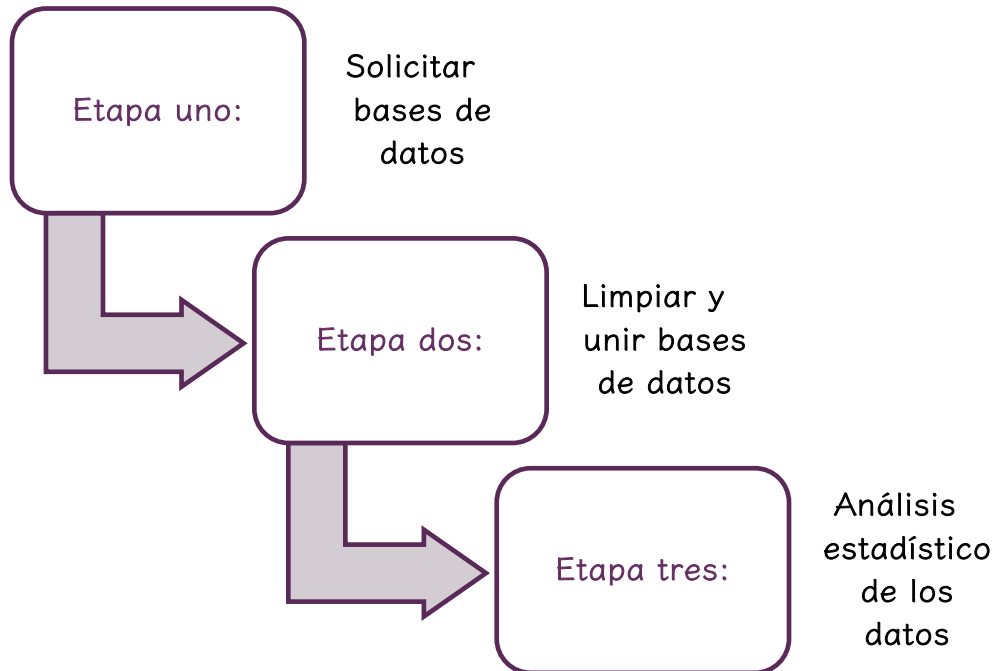 Etapa uno:
Solicitar
bases de
datos
Etapa dos:
Limpiar y
unir bases
de datos
Etapa tres:
Análisis
estadístico
de los
datos